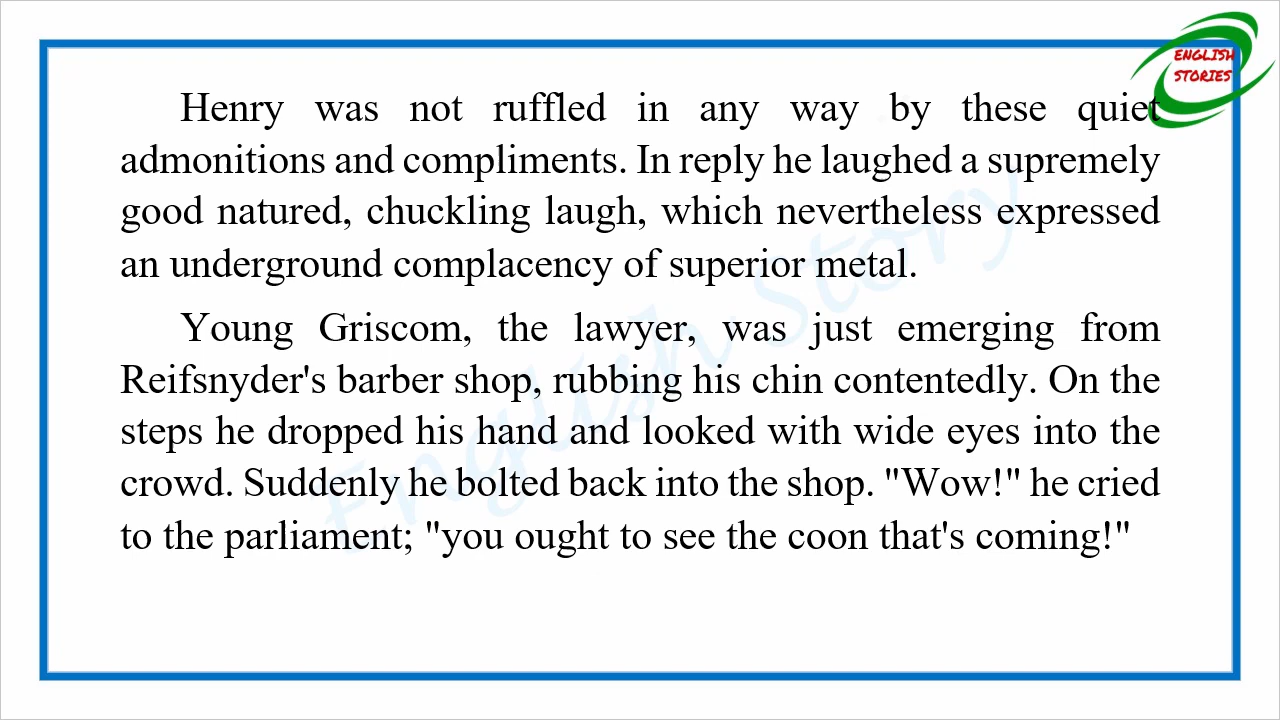 ENGLISH
STORIES
Henry was not ruffled in any way by these quiet
admonitions and compliments. In reply he laughed a supremely
good natured, chuckling laugh, which nevertheless expressed
an underground complacency of superior metal.
Young Griscom, the lawyer, was just emerging from
Reifsnyder's barber shop, rubbing his chin contentedly. On the
steps he dropped his hand and looked with wide eyes into the
crowd. Suddenly he bolted back into the shop. "Wow!" he cried
to the parliament; "you ought to see the coon that's coming!"
English Story